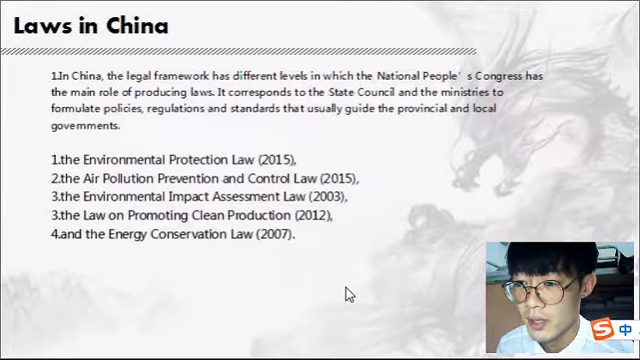 Laws in China
1.In China, the legal framework has different levels in which the National People's Congress has
the main role of producing laws. It corresponds to the State Council and the ministries to
formulate policies, regulations and standards that usually guide the provincial and local
governments.
1.the Environmental Protection Law (2015),
2.the Air Pollution Prevention and Control Law (2015),
3.the Environmental Impact Assessment Law (2003),
3.the Law on Promoting Clean Production (2012),
4.and the Energy Conservation Law (2007).
S 中